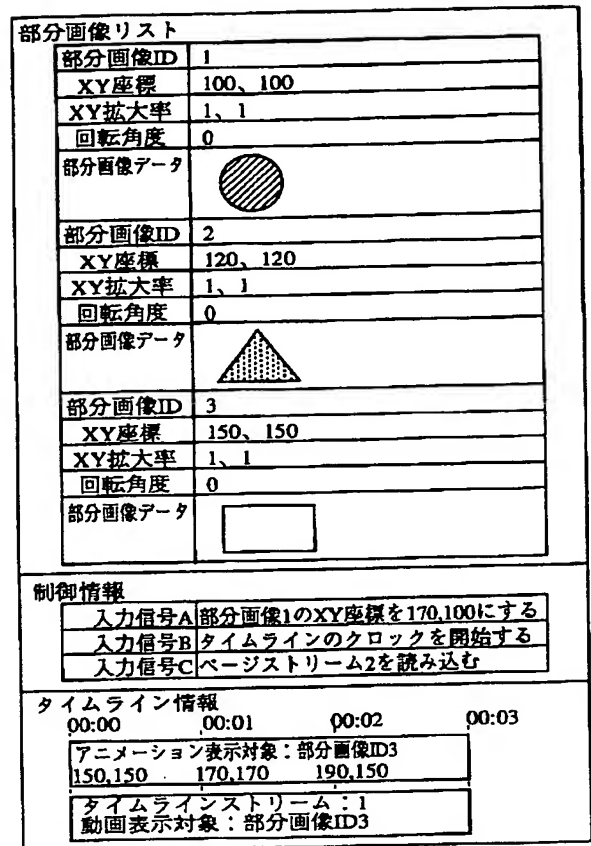 部分画像リスト
部分画像ID 1
XY座標 100、100
XY拡大率 1、1
回転角度 0
部分画像データ
部分画像ID 2
XY座標 120、120
XY拡大率 1、1
回転角度 0
部分画像データ
部分画像ID 3
XY座標 150、150
XY拡大率 1、1
回転角度 0
部分画像データ
制御情報
入力信号A 部分画像1のXY座標を170,100にする
入力信号B タイムラインのクロックを開始する
入力信号C ページストリーム2を読み込む
タイムライン情報
00:00 00:01 00:02 00:03
アニメーション表示対象：部分画像ID3
150,150 170,170 190,150
タイムラインストリーム：1
動画表示対象：部分画像ID3